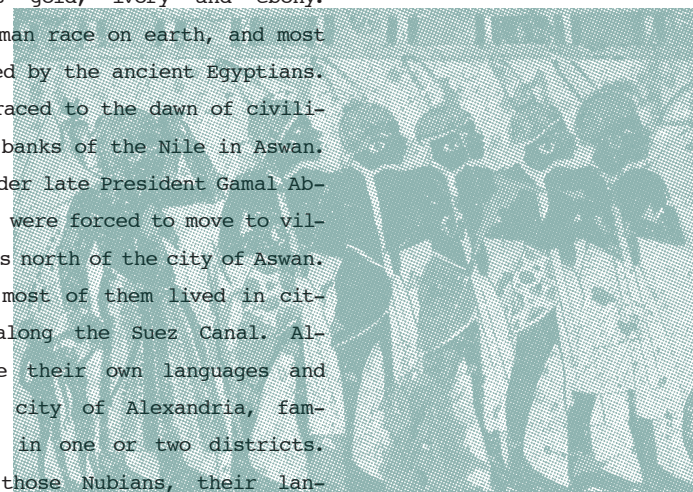 gold, ivory and ebony.
man race on earth, and most
ed by the ancient Egyptians.
raced to the dawn of civili-
banks of the Nile in Aswan.
der late President Gamal Ab-
were forced to move to vil-
s north of the city of Aswan.
most of them lived in cit-
along the Suez Canal. Al-
e their own languages and
city of Alexandria, fam-
in one or two districts.
those Nubians, their lan-